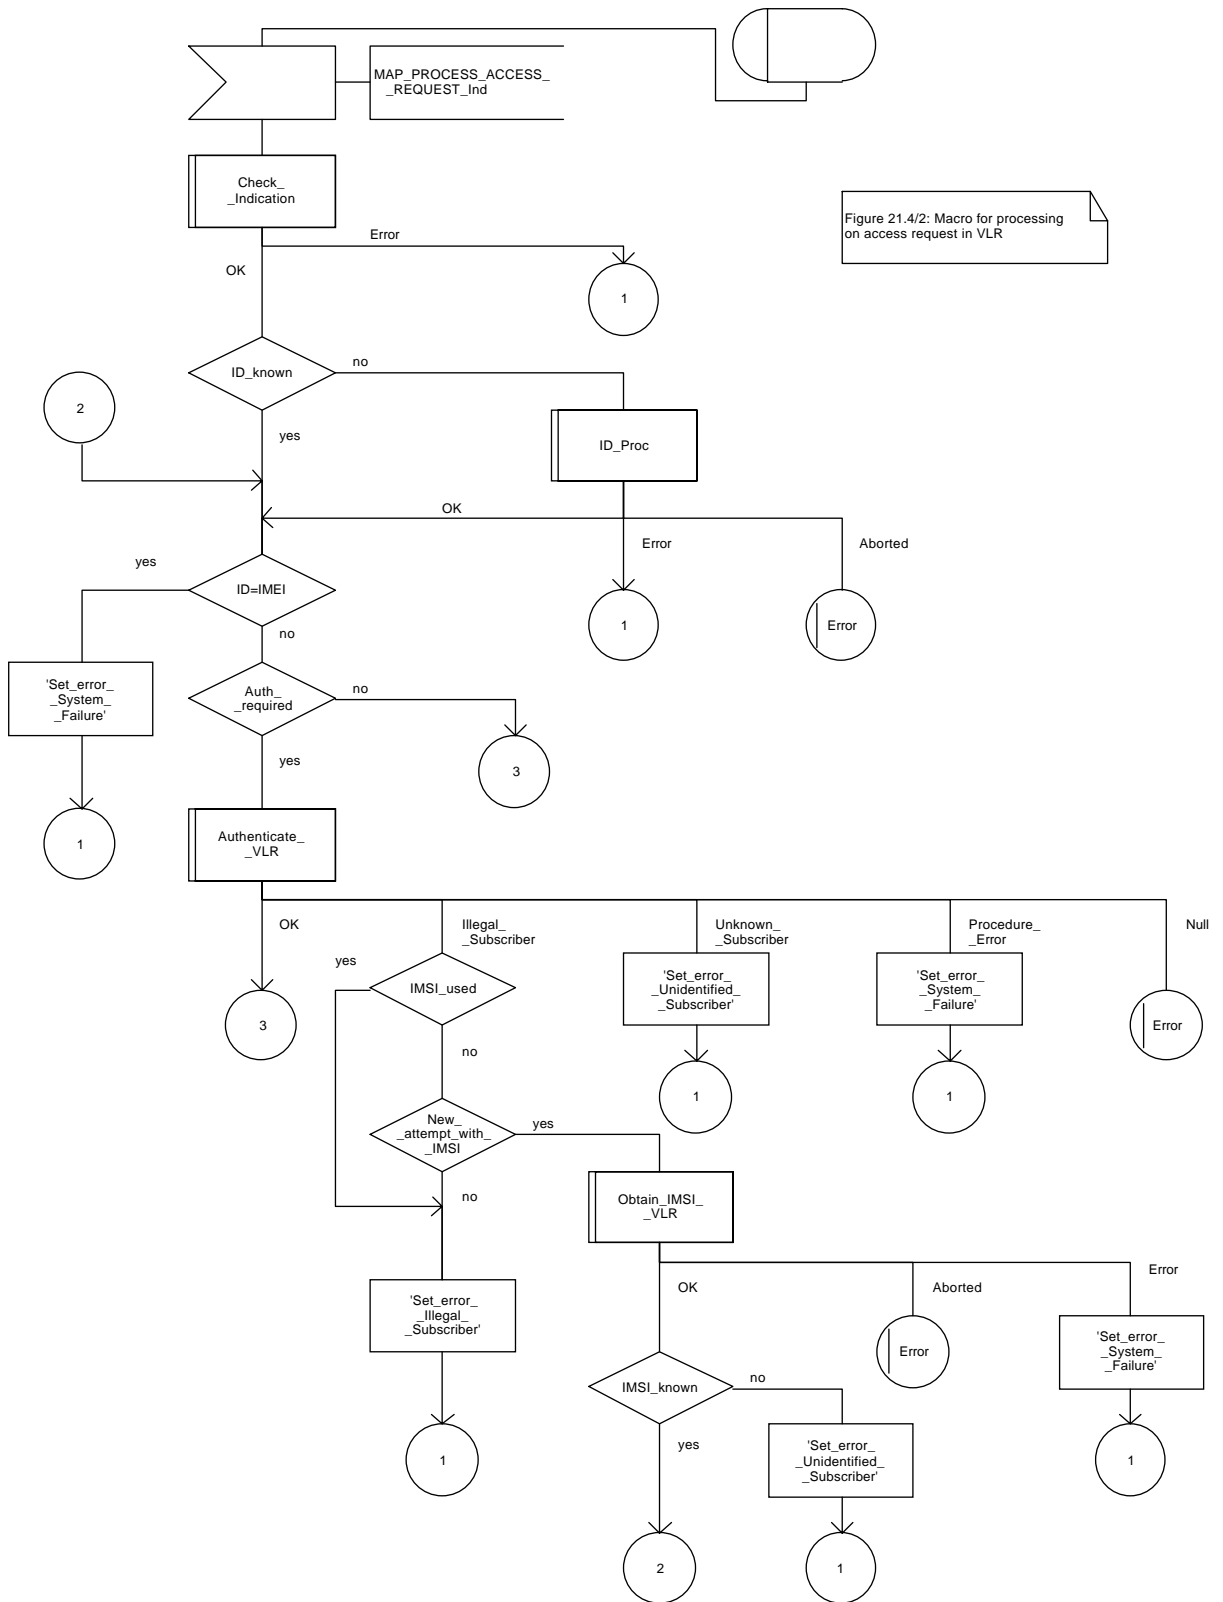 MAP_PROCESS_ACCESS_
_REQUEST_Ind
Check_
_Indication
Figure 21.4/2: Macro for processing
on access request in VLR
Error
OK
1
ID_known
no
2
yes
ID_Proc
OK
Error
Aborted
yes
ID=IMEI
1
Error
no
'Set_error_
_System_
_Failure'
Auth_
_required
no
3
yes
1
Authenticate_
_VLR
OK
Illegal_
_Subscriber
Unknown_
_Subscriber
Procedure_
_Error
Null
yes
IMSI_used
'Set_error_
_Unidentified_
_Subscriber'
'Set_error_
_System_
_Failure'
3
Error
no
1
1
New_
_attempt_with_
_IMSI
yes
no
Obtain_IMSI_
_VLR
'Set_error_
_Illegal_
_Subscriber'
OK
Aborted
Error
Error
'Set_error_
_System_
_Failure'
IMSI_known
no
1
yes
'Set_error_
_Unidentified_
_Subscriber'
1
2
1